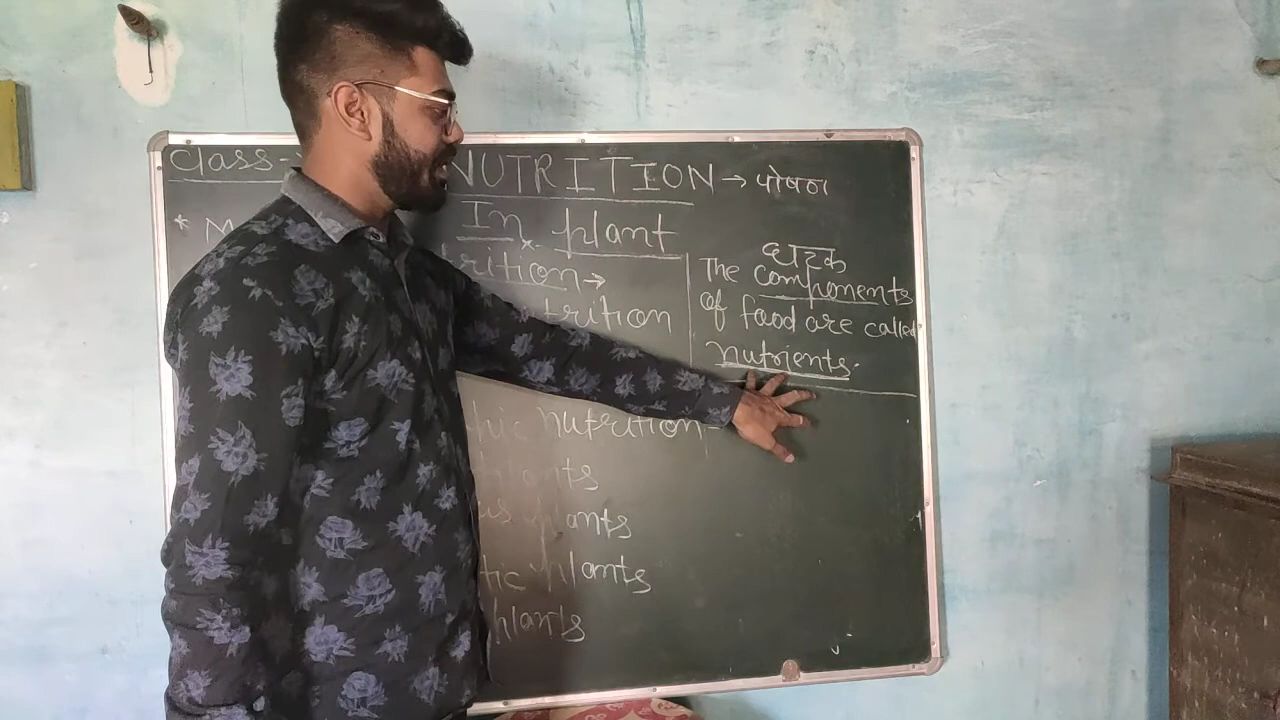 Class-
NUTRITION → पोषण
* M
In plant
rition →
trition
घटक
The components
of food are called
nutrients.
hic nutrition-
plants
us plants
tic plants
plants